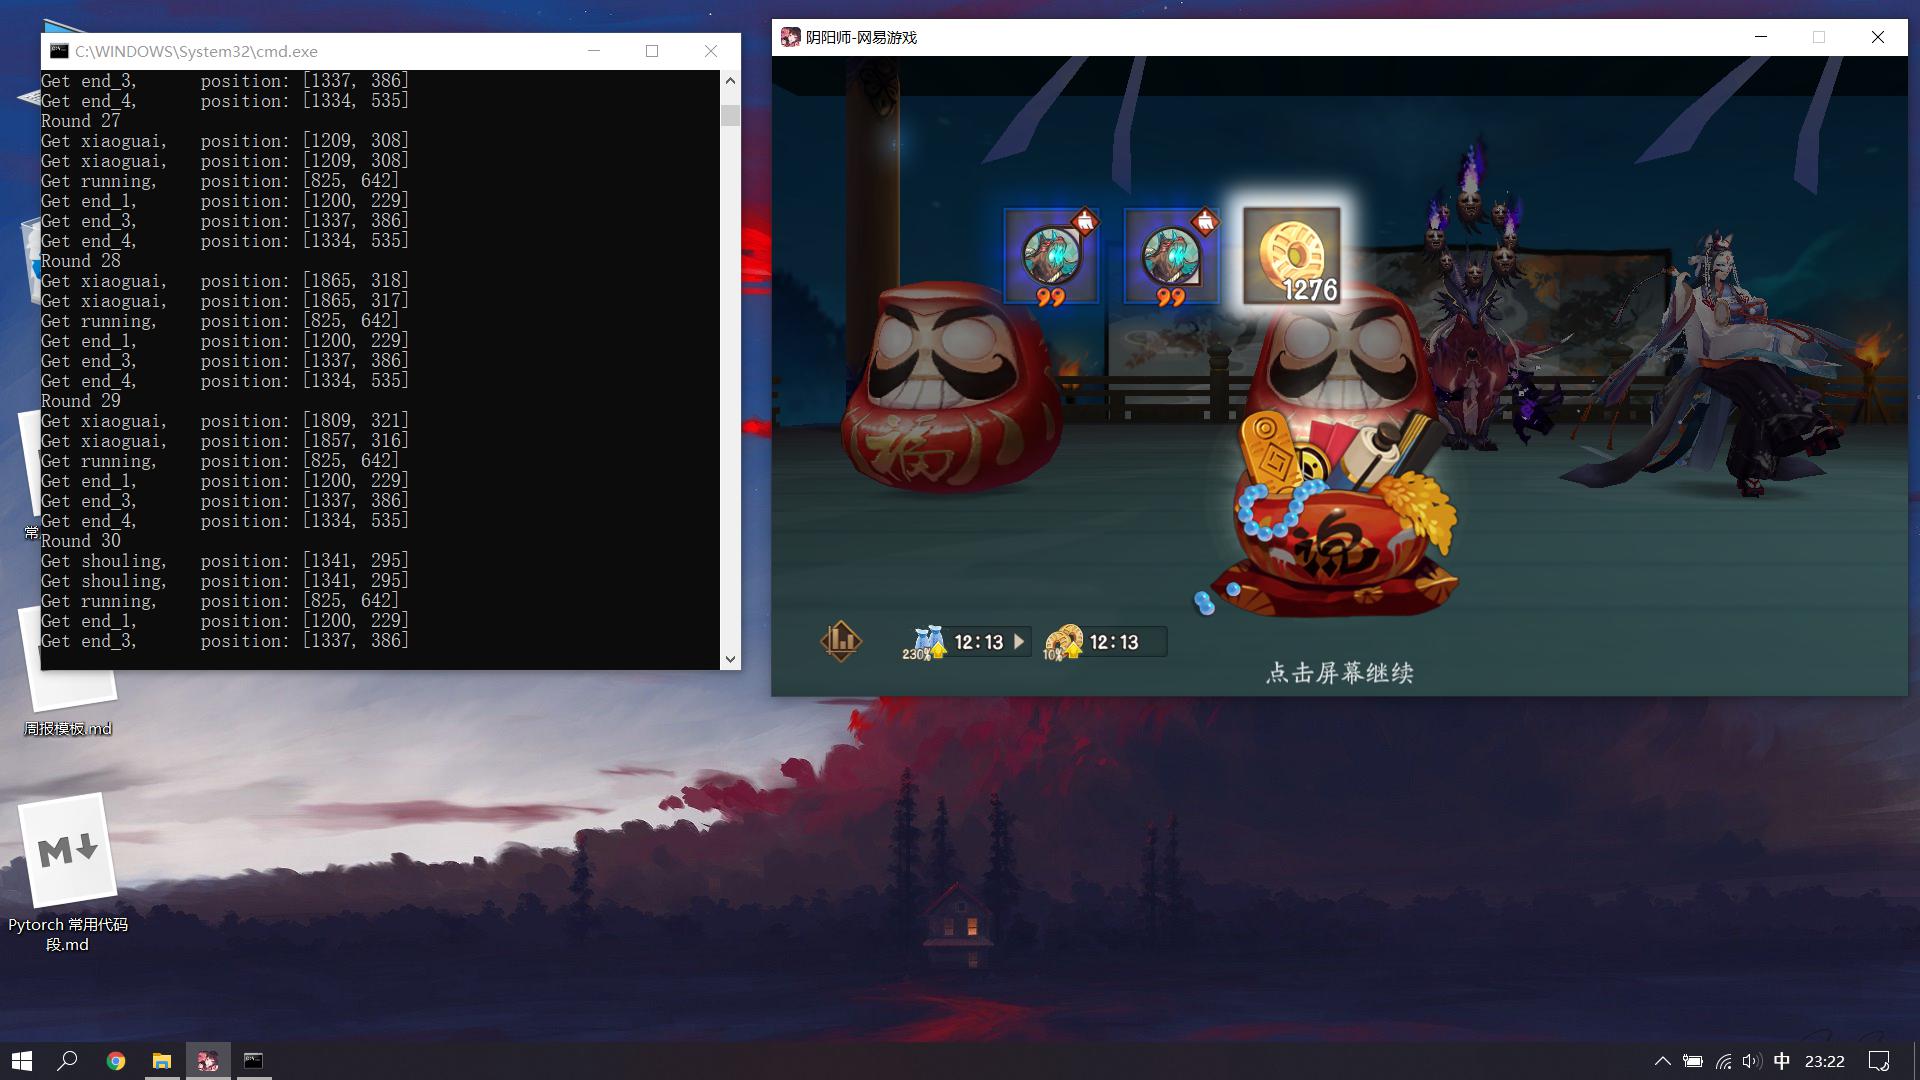 C:\WINDOWS\System32\cmd.exe
Get end_3, position: [1337, 386]
Get end_4, position: [1334, 535]
Round 27
Get xiaoguai, position: [1209, 308]
Get xiaoguai, position: [1209, 308]
Get running, position: [825, 642]
Get end_1, position: [1200, 229]
Get end_3, position: [1337, 386]
Get end_4, position: [1334, 535]
Round 28
Get xiaoguai, position: [1865, 318]
Get xiaoguai, position: [1865, 317]
Get running, position: [825, 642]
Get end_1, position: [1200, 229]
Get end_3, position: [1337, 386]
Get end_4, position: [1334, 535]
Round 29
Get xiaoguai, position: [1809, 321]
Get xiaoguai, position: [1857, 316]
Get running, position: [825, 642]
Get end_1, position: [1200, 229]
Get end_3, position: [1337, 386]
Get end_4, position: [1334, 535]
Round 30
Get shouling, position: [1341, 295]
Get shouling, position: [1341, 295]
Get running, position: [825, 642]
Get end_1, position: [1200, 229]
Get end_3, position: [1337, 386]
阴阳师-网易游戏
99
99
1276
福
230%
12:13
10%
12:13
点击屏幕继续
常
周报模板.md
M
Pytorch 常用代码
段.md
中
23:22